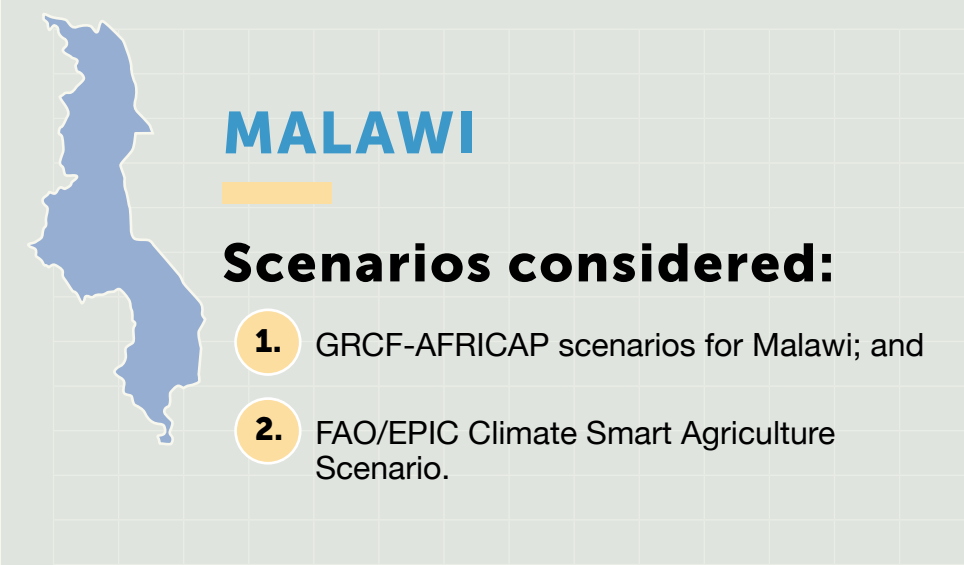 MALAWI
Scenarios considered:
1. GRCF-AFRICAP scenarios for Malawi; and
2. FAO/EPIC Climate Smart Agriculture
Scenario.